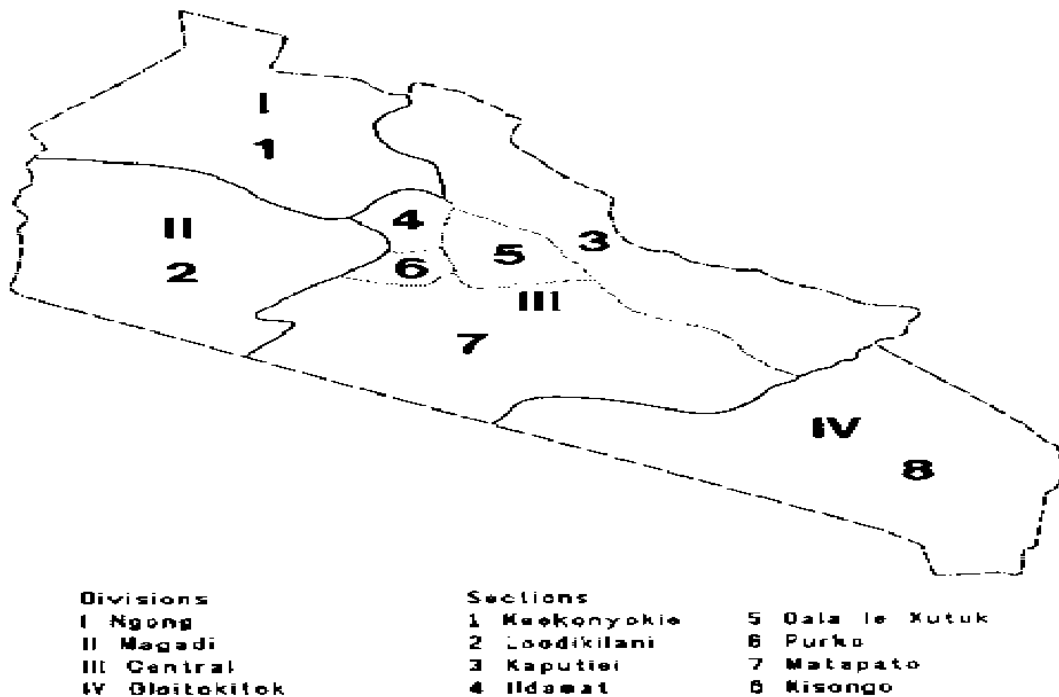 I
1
4
II
3
5
2
6
III
7
IV
8
Divisions
I Ngong
II Magadi
III Central
IV Oloitokitok
Sections
1 Keekonyokie
2 Loodikilani
3 Kaputiei
4 Ildamat
5 Dala le Kutuk
6 Purko
7 Matapato
8 Kisongo